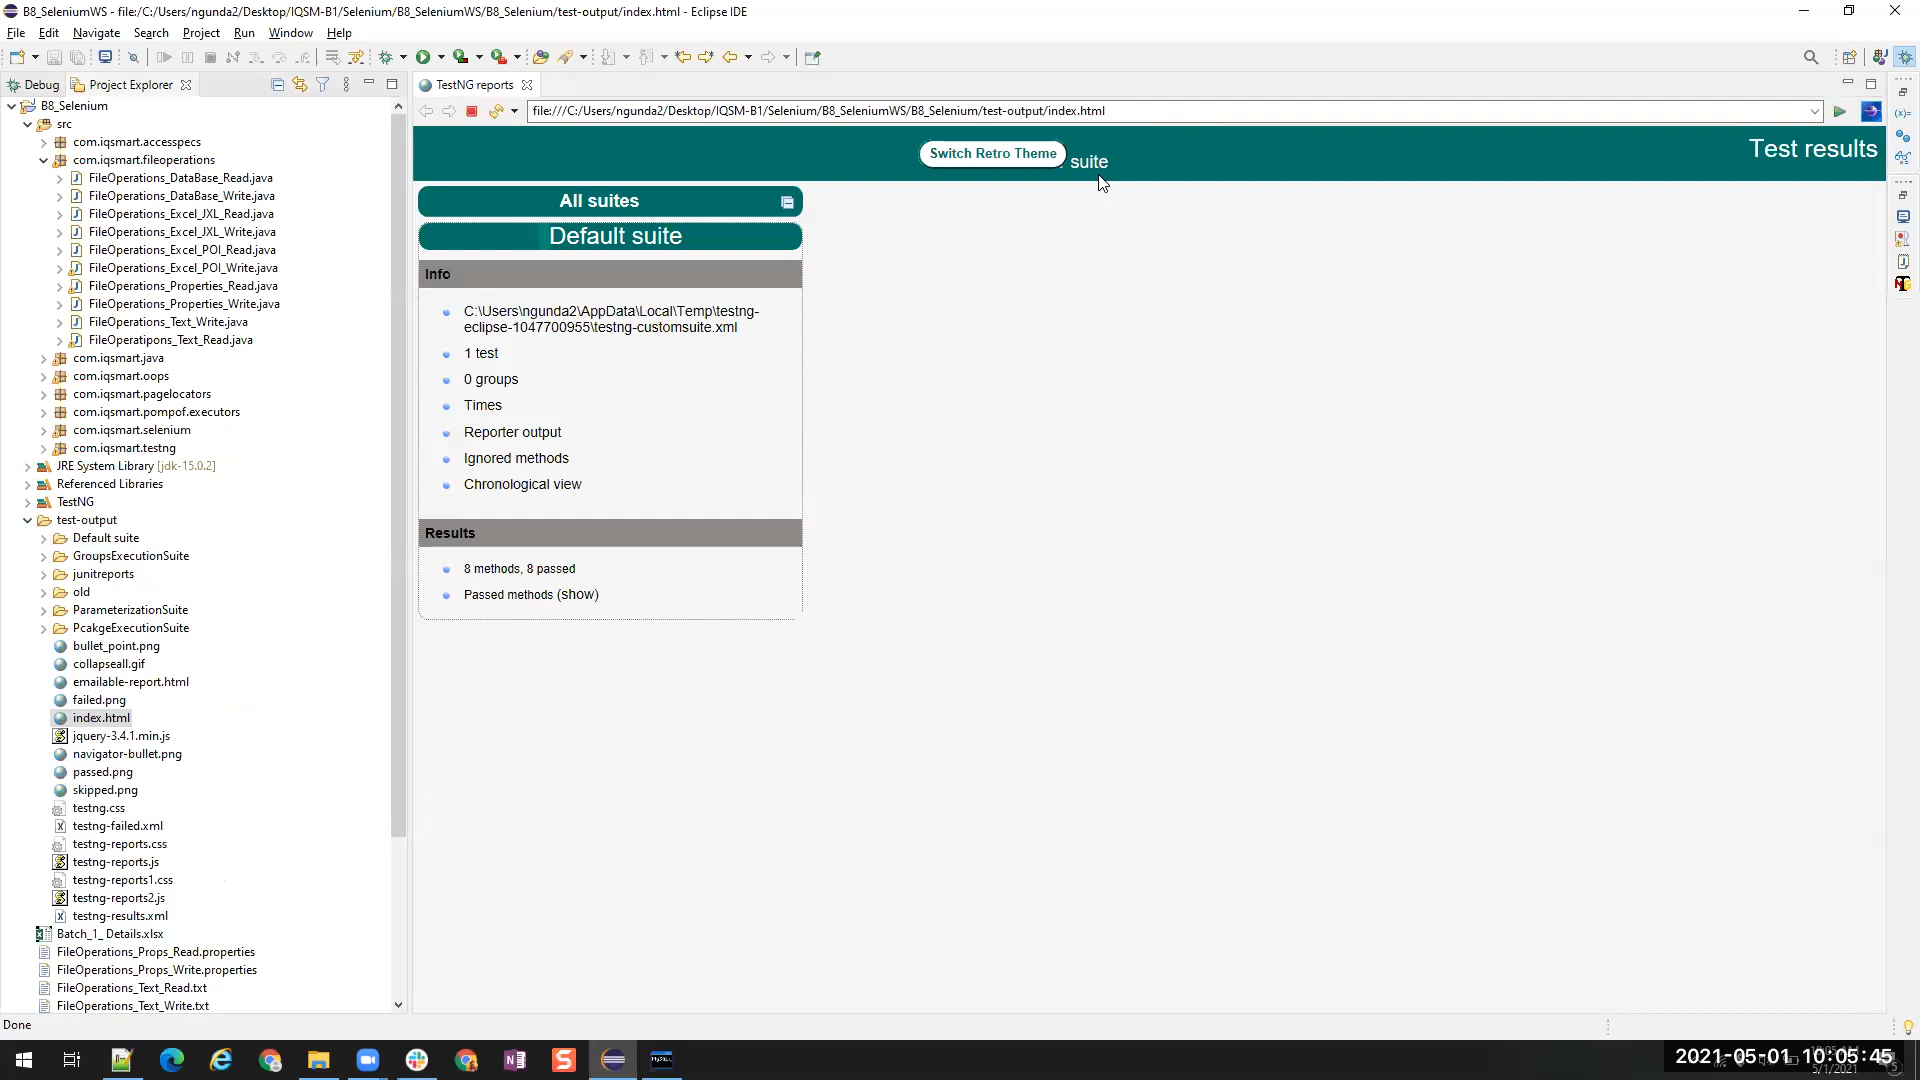 B8_SeleniumWS - file:/C:/Users/ngunda2/Desktop/IQSM-B1/Selenium/B8_SeleniumWS/B8_Selenium/test-output/index.html - Eclipse IDE
File Edit Navigate Search Project Run Window Help
Debug Project Explorer
TestNG reports
file:///C:/Users/ngunda2/Desktop/IQSM-B1/Selenium/B8_SeleniumWS/B8_Selenium/test-output/index.html
B8_Selenium
src
com.iqsmart.accesspecs
com.iqsmart.fileoperations
FileOperations_DataBase_Read.java
FileOperations_DataBase_Write.java
FileOperations_Excel_JXL_Read.java
FileOperations_Excel_JXL_Write.java
FileOperations_Excel_POI_Read.java
FileOperations_Excel_POI_Write.java
FileOperations_Properties_Read.java
FileOperations_Properties_Write.java
FileOperations_Text_Write.java
FileOperatipons_Text_Read.java
com.iqsmart.java
com.iqsmart.oops
com.iqsmart.pagelocators
com.iqsmart.pompof.executors
com.iqsmart.selenium
com.iqsmart.testng
JRE System Library [jdk-15.0.2]
Referenced Libraries
TestNG
test-output
Default suite
GroupsExecutionSuite
junitreports
old
ParameterizationSuite
PcakgeExecutionSuite
bullet_point.png
collapseall.gif
emailable-report.html
failed.png
index.html
jquery-3.4.1.min.js
navigator-bullet.png
passed.png
skipped.png
testng.css
testng-failed.xml
testng-reports.css
testng-reports.js
testng-reports1.css
testng-reports2.js
testng-results.xml
Batch_1_ Details.xlsx
FileOperations_Props_Read.properties
FileOperations_Props_Write.properties
FileOperations_Text_Read.txt
FileOperations_Text_Write.txt
Switch Retro Theme
suite
Test results
All suites
Default suite
Info
C:\Users\ngunda2\AppData\Local\Temp\testng-
eclipse-1047700955\testng-customsuite.xml
1 test
0 groups
Times
Reporter output
Ignored methods
Chronological view
Results
8 methods, 8 passed
Passed methods (show)
Done
2021-05-01 10:05:45
5/1/2021